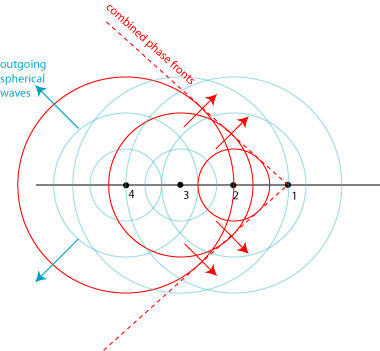 combined phase fronts
outgoing
spherical
waves
4
3
2
1